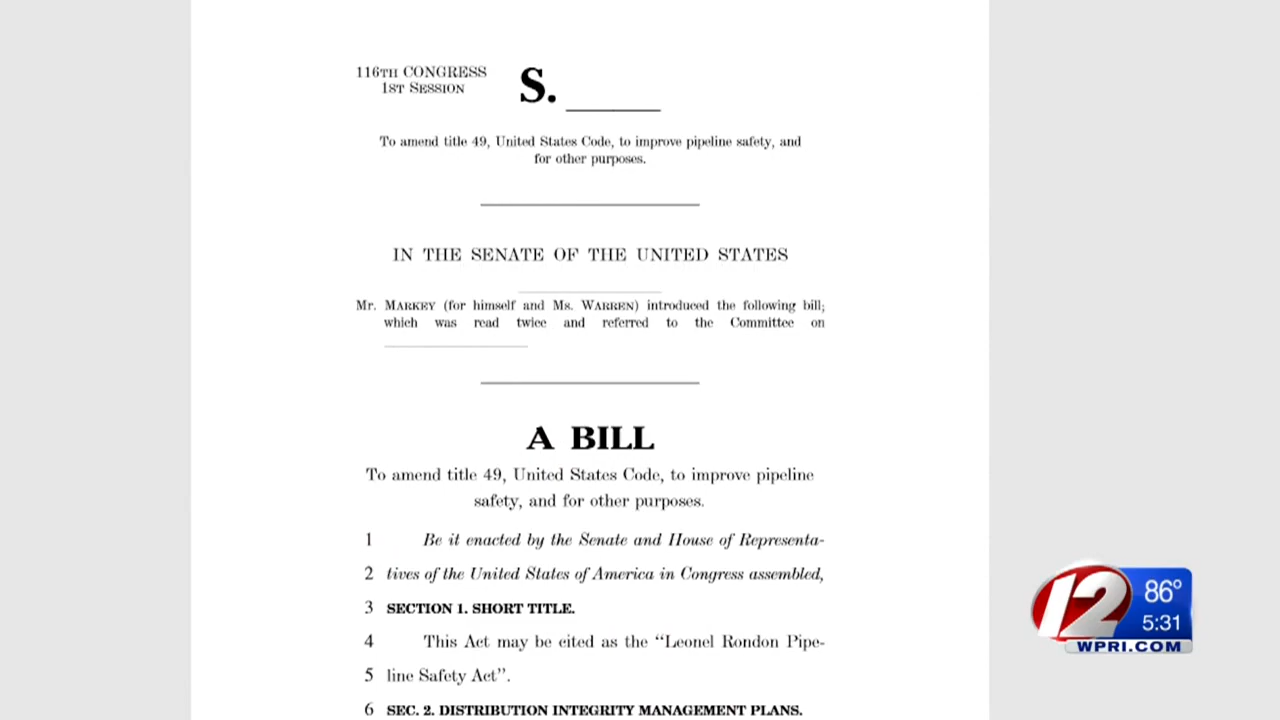 116TH CONGRESS
1ST SESSION
S. ______
To amend title 49, United States Code, to improve pipeline safety, and
for other purposes.
IN THE SENATE OF THE UNITED STATES
Mr. MARKEY (for himself and Ms. WARREN) introduced the following bill;
which was read twice and referred to the Committee on
A BILL
To amend title 49, United States Code, to improve pipeline
safety, and for other purposes.
1 Be it enacted by the Senate and House of Representa-
2 tives of the United States of America in Congress assembled,
3 SECTION 1. SHORT TITLE.
4 This Act may be cited as the “Leonel Rondon Pipe-
5 line Safety Act”.
6 SEC. 2. DISTRIBUTION INTEGRITY MANAGEMENT PLANS.
12
86°
5:31
WPRI.COM